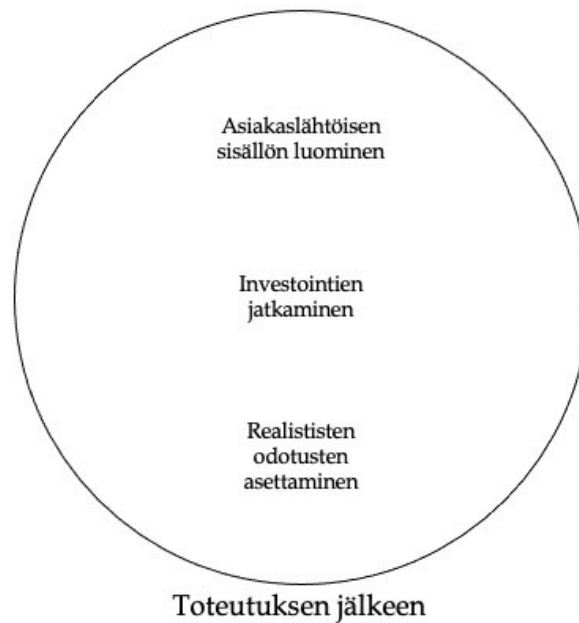 Asiakaslähtöisen
sisällön luominen
Investointien
jatkaminen
Realististen
odotusten
asettaminen
Toteutuksen jälkeen